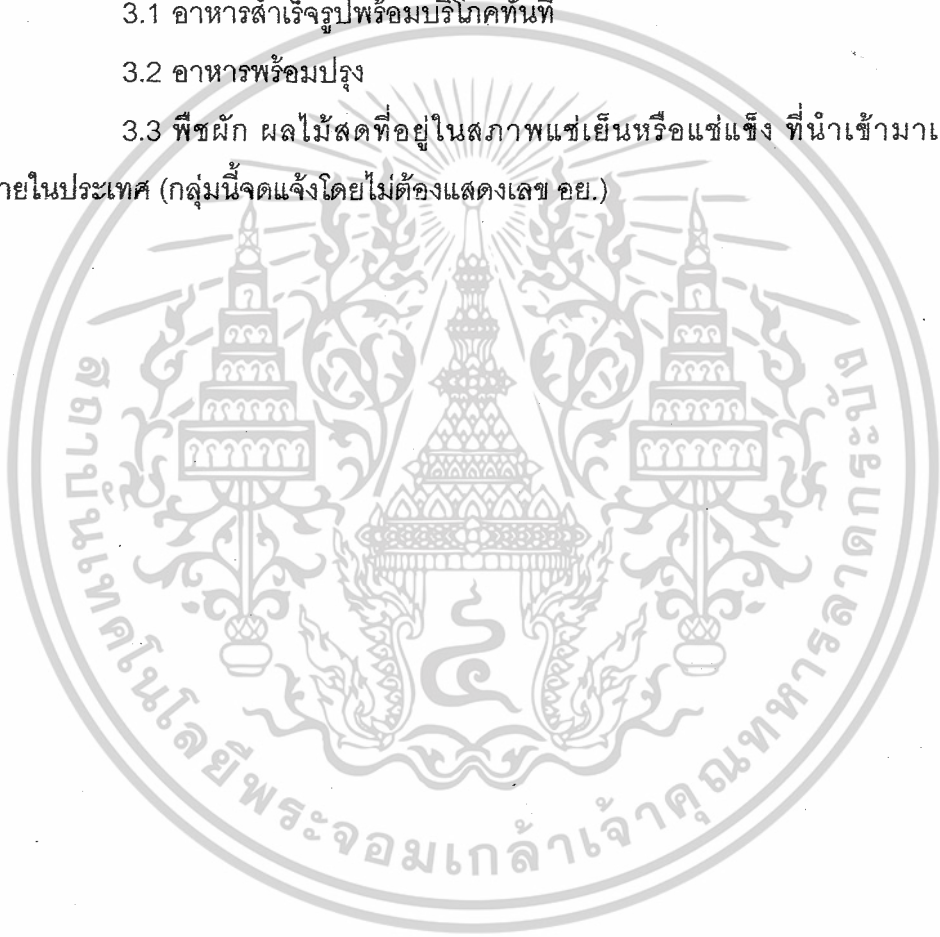 3.1 อาหารสำเร็จรูปพร้อมบริโภคทันที
3.2 อาหารพร้อมปรุง
3.3 พืชผัก ผลไม้สดที่อยู่ในสภาพแช่เย็นหรือแช่แข็ง ที่นำเข้ามาเ
ายในประเทศ (กลุ่มนี้จดแจ้งโดยไม่ต้องแสดงเลข อย.)
สถาบันเทคโนโลยีพระจอมเกล้าเจ้าคุณทหารลาดกระบัง
๔